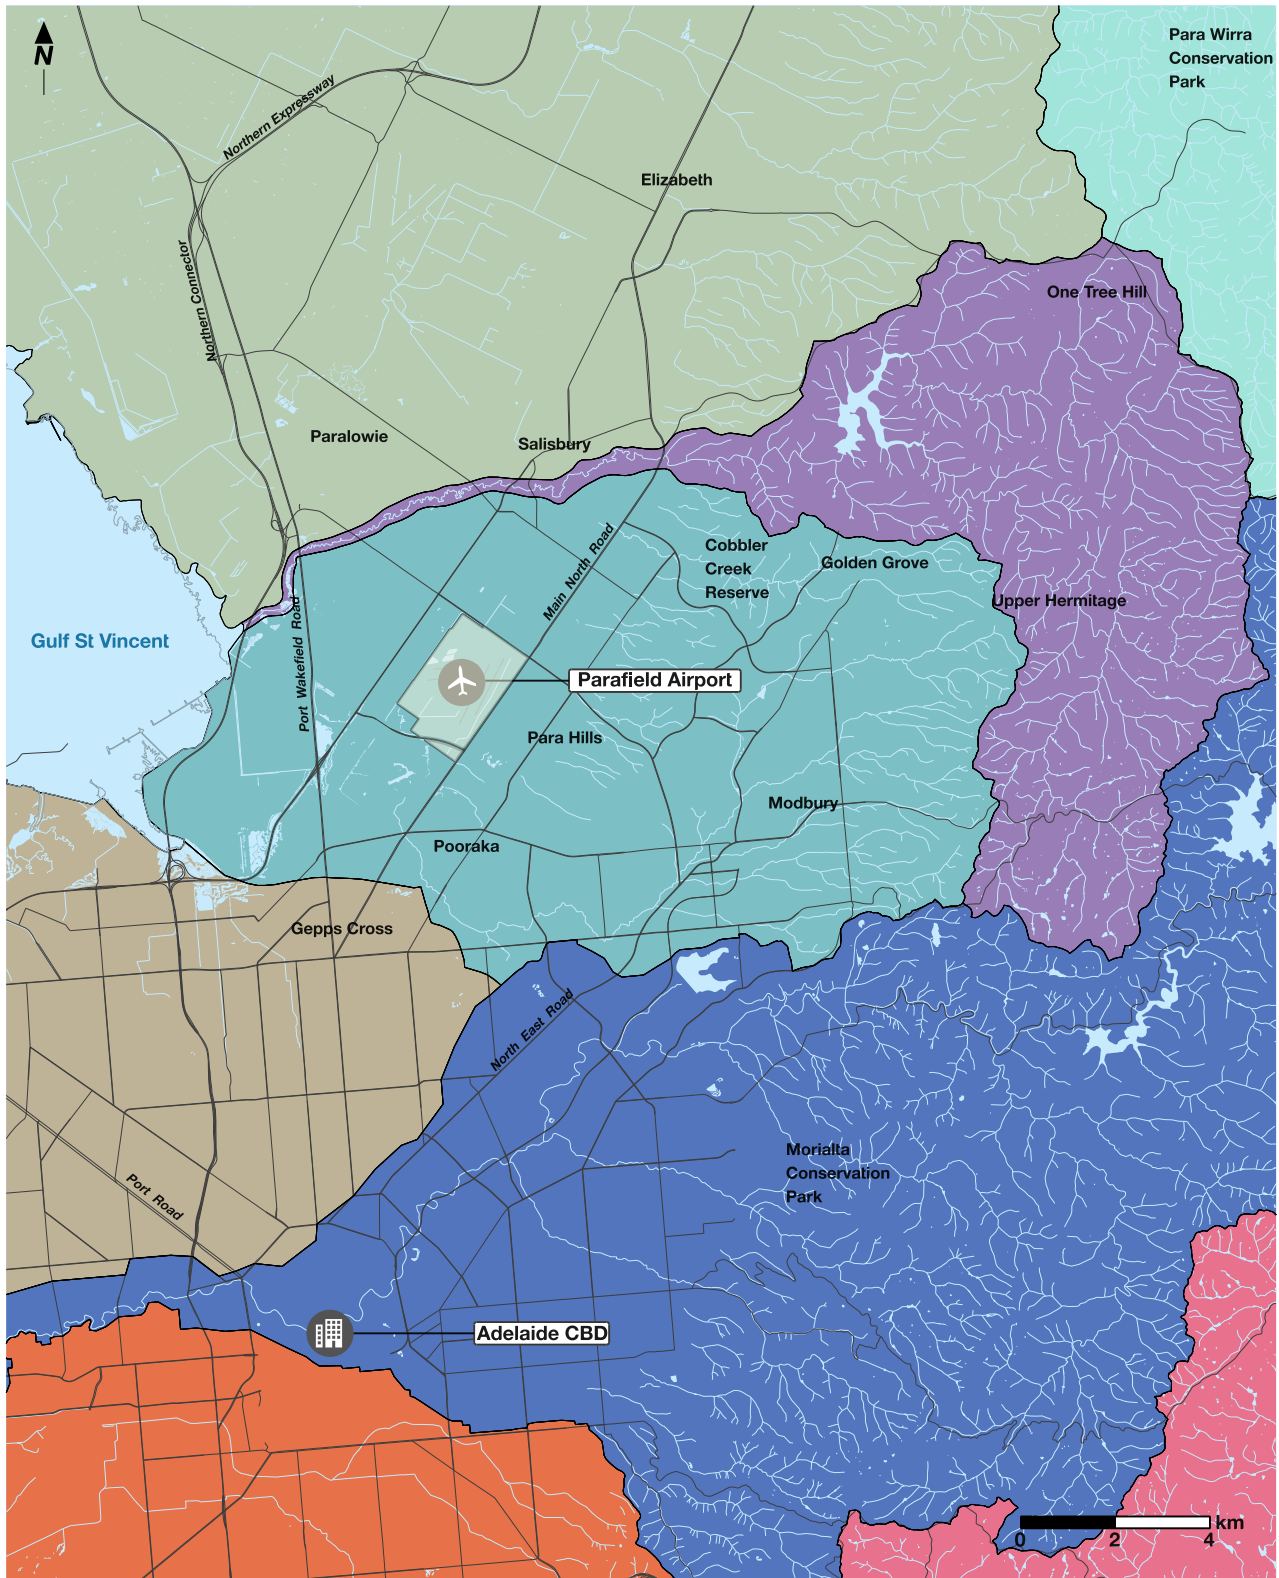 Para Wirra
Conservation
Park
N
Northern Expressway
Elizabeth
Northern Connector
One Tree Hill
Paralowie
Salisbury
Cobbler
Creek
Reserve
Golden Grove
Main North Road
Upper Hermitage
Gulf St Vincent
Port Wakefield Road
Parafield Airport
Para Hills
Modbury
Pooraka
Gepps Cross
North East Road
Morialta
Conservation
Park
Port Road
Adelaide CBD
km
0 2 4